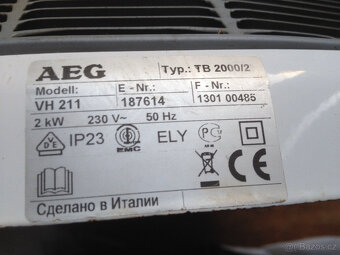 AEG Typ.: TB 2000/2
Modell: E - Nr.: F - Nr.:
VH 211 187614 1301 00485
2 kW 230 V~ 50 Hz
DVE IP23 EMC ELY
Сделано в Италии